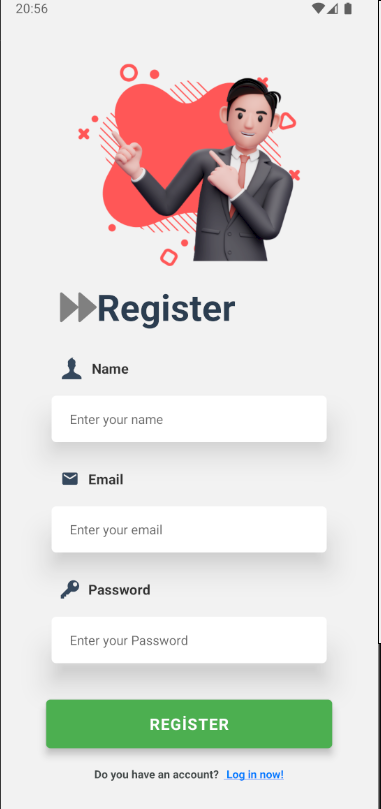 20:56
Register
Name
Enter your name
Email
Enter your email
Password
Enter your Password
REGİSTER
Do you have an account? Log in now!